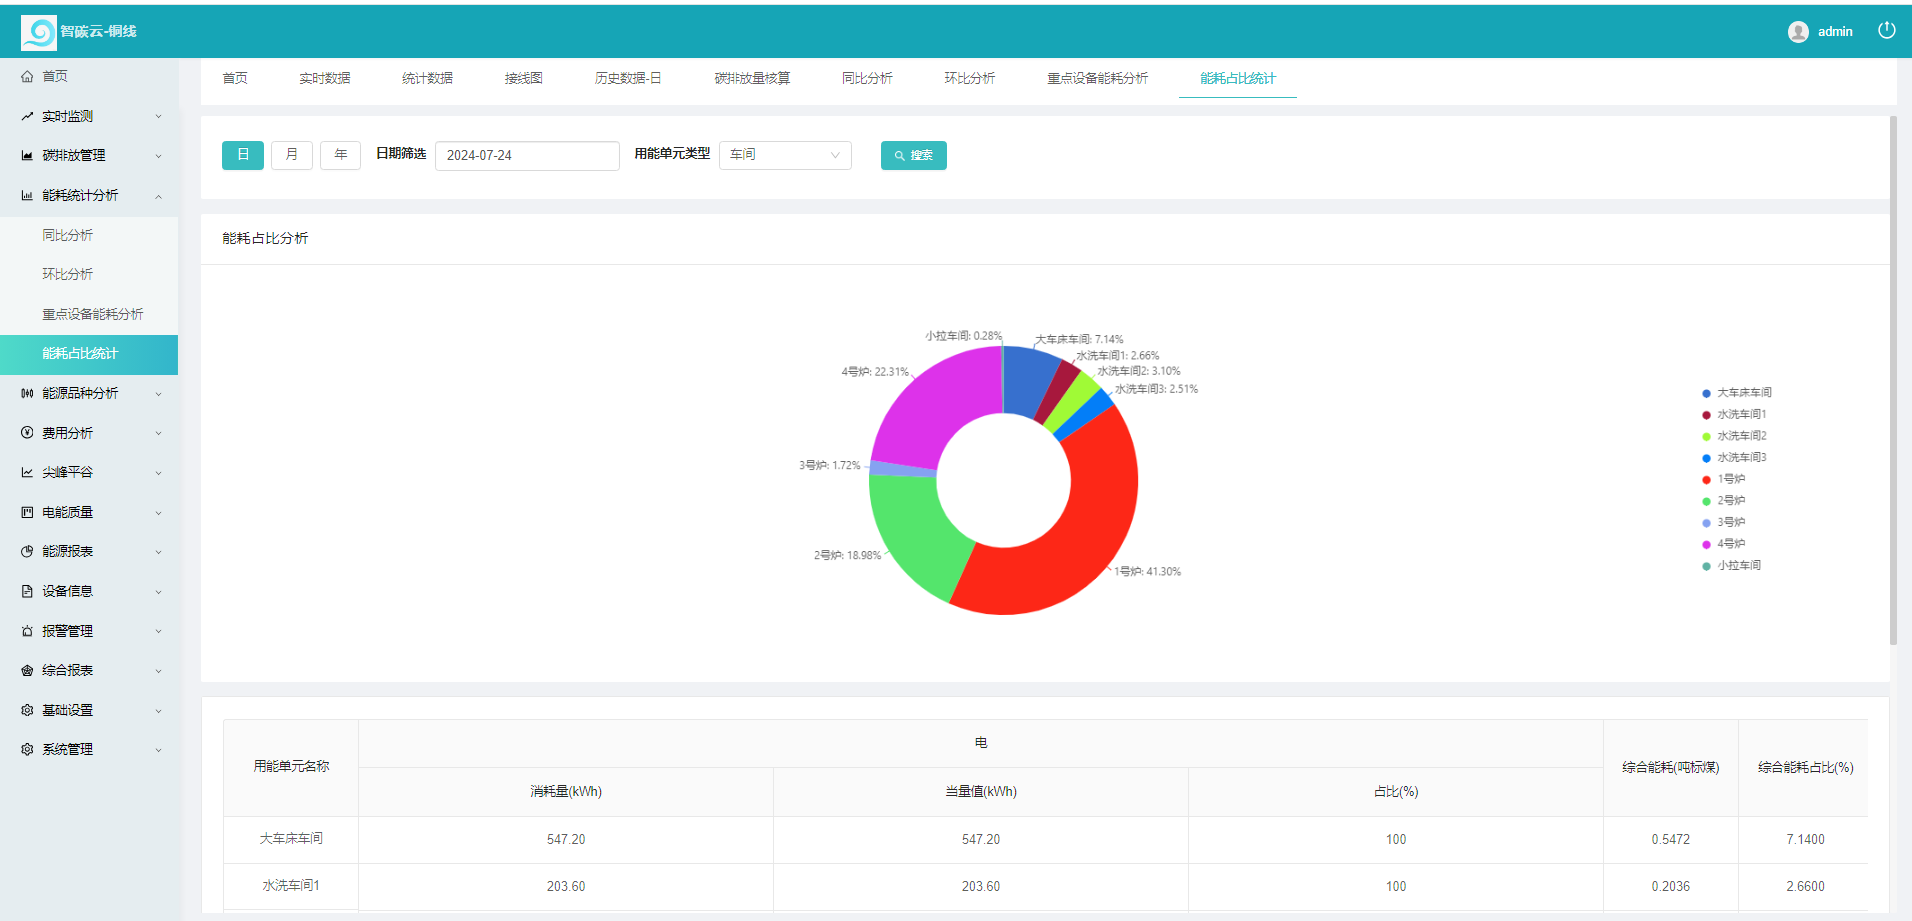 智碳云-铜线
admin
首页
实时监测
碳排放管理
能耗统计分析
同比分析
环比分析
重点设备能耗分析
能耗占比统计
能源品种分析
费用分析
尖峰平谷
电能质量
能源报表
设备信息
报警管理
综合报表
基础设置
系统管理
首页 实时数据 统计数据 接线图 历史数据-日 碳排放量核算 同比分析 环比分析 重点设备能耗分析 能耗占比统计
日 月 年 日期筛选 2024-07-24 用能单元类型 车间 搜索
能耗占比分析
小拉车间: 0.28%
大车床车间: 7.14%
水洗车间1: 2.66%
水洗车间2: 3.10%
水洗车间3: 2.51%
4号炉: 22.31%
3号炉: 1.72%
2号炉: 18.98%
1号炉: 41.30%
大车床车间
水洗车间1
水洗车间2
水洗车间3
1号炉
2号炉
3号炉
4号炉
小拉车间
用能单元名称 电 综合能耗(吨标煤) 综合能耗占比(%)
消耗量(kWh) 当量值(kWh) 占比(%)
大车床车间 547.20 547.20 100 0.5472 7.1400
水洗车间1 203.60 203.60 100 0.2036 2.6600